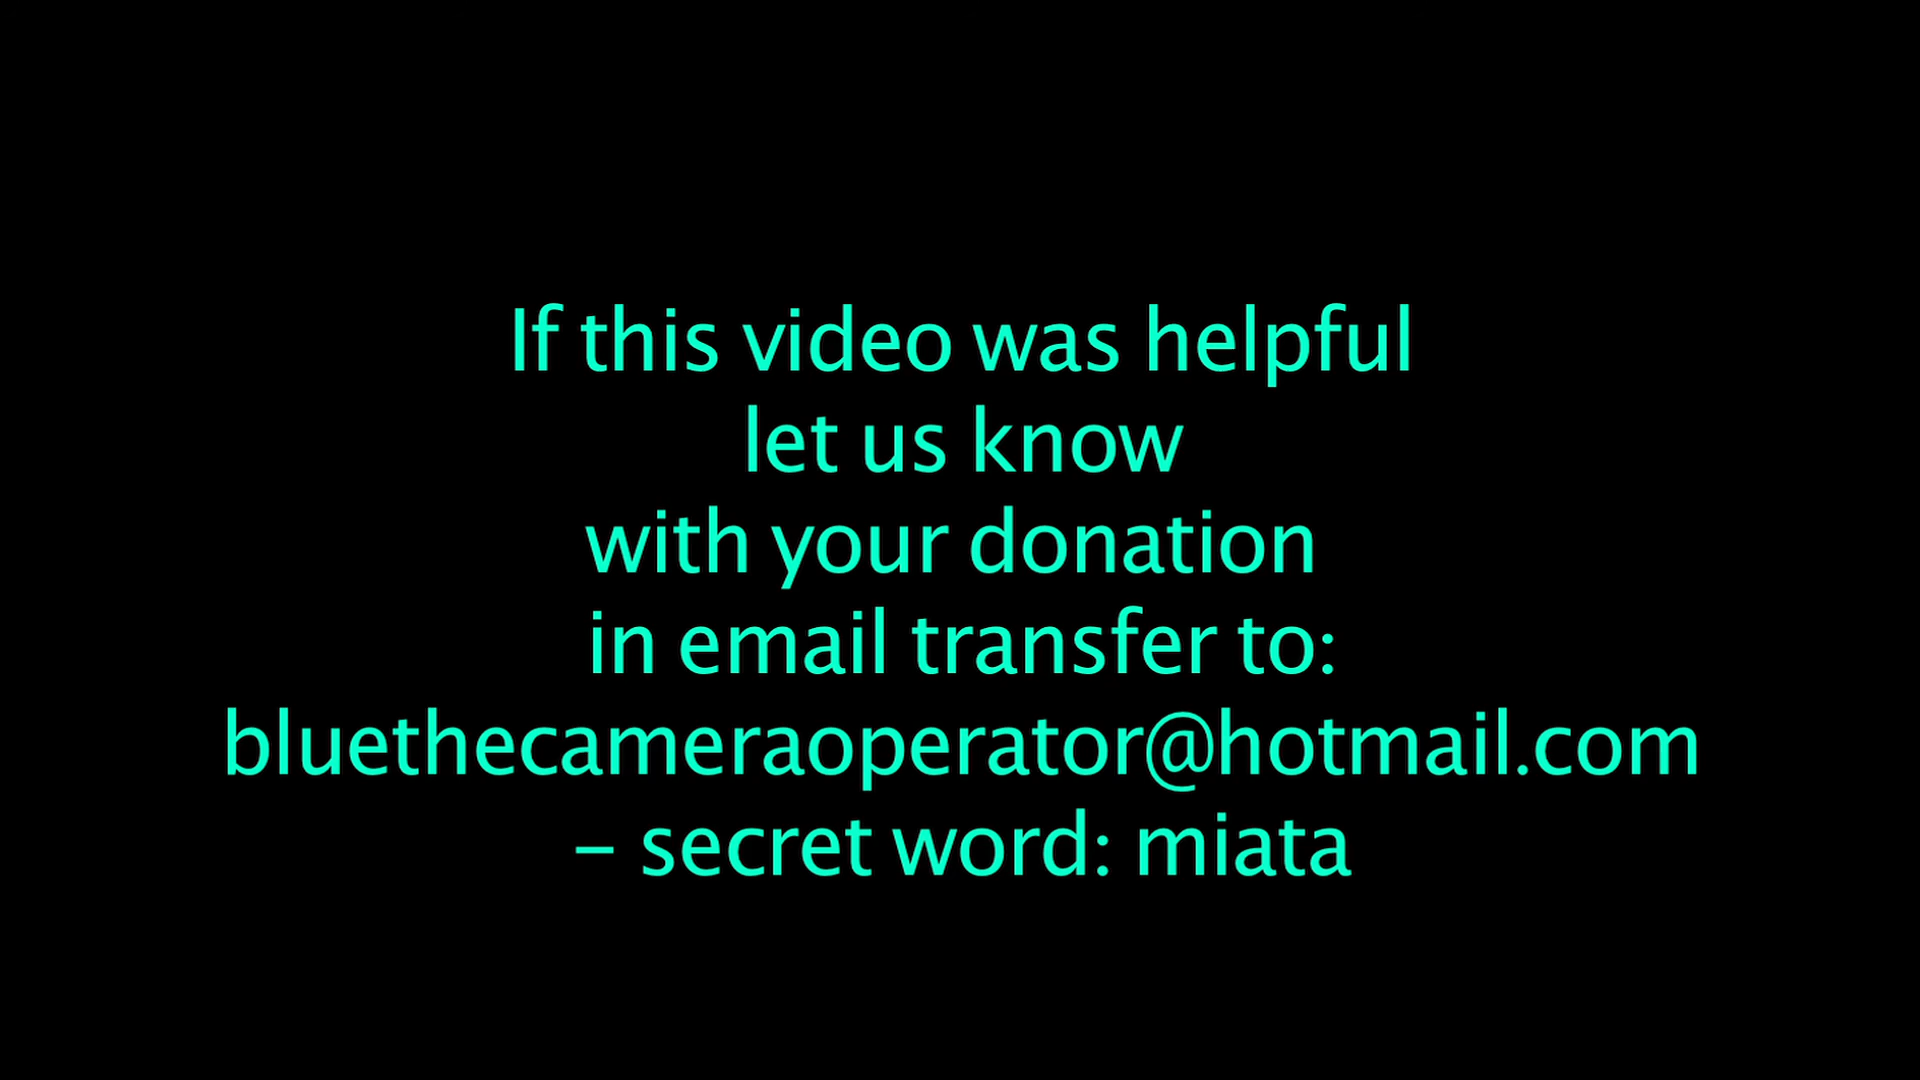 If this video was helpful
let us know
with your donation
in email transfer to:
bluethecameraoperator@hotmail.com
– secret word: miata